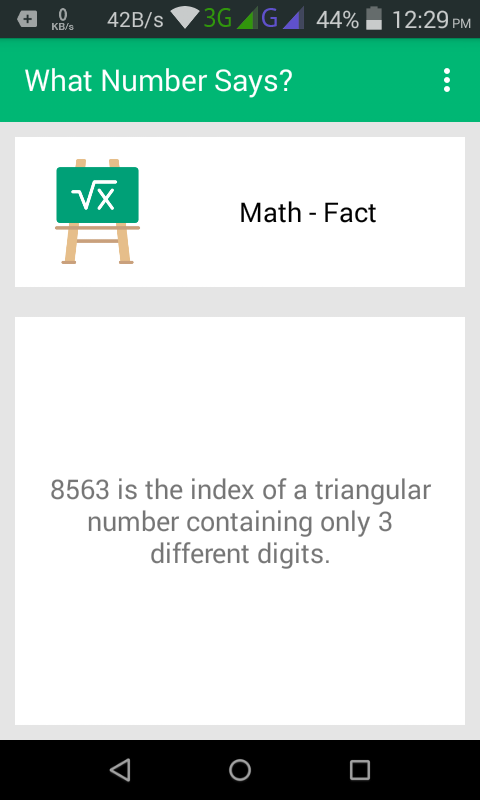 0 KB/s 42B/s 3G G 44% 12:29 PM
What Number Says?
√x
Math - Fact
8563 is the index of a triangular
number containing only 3
different digits.